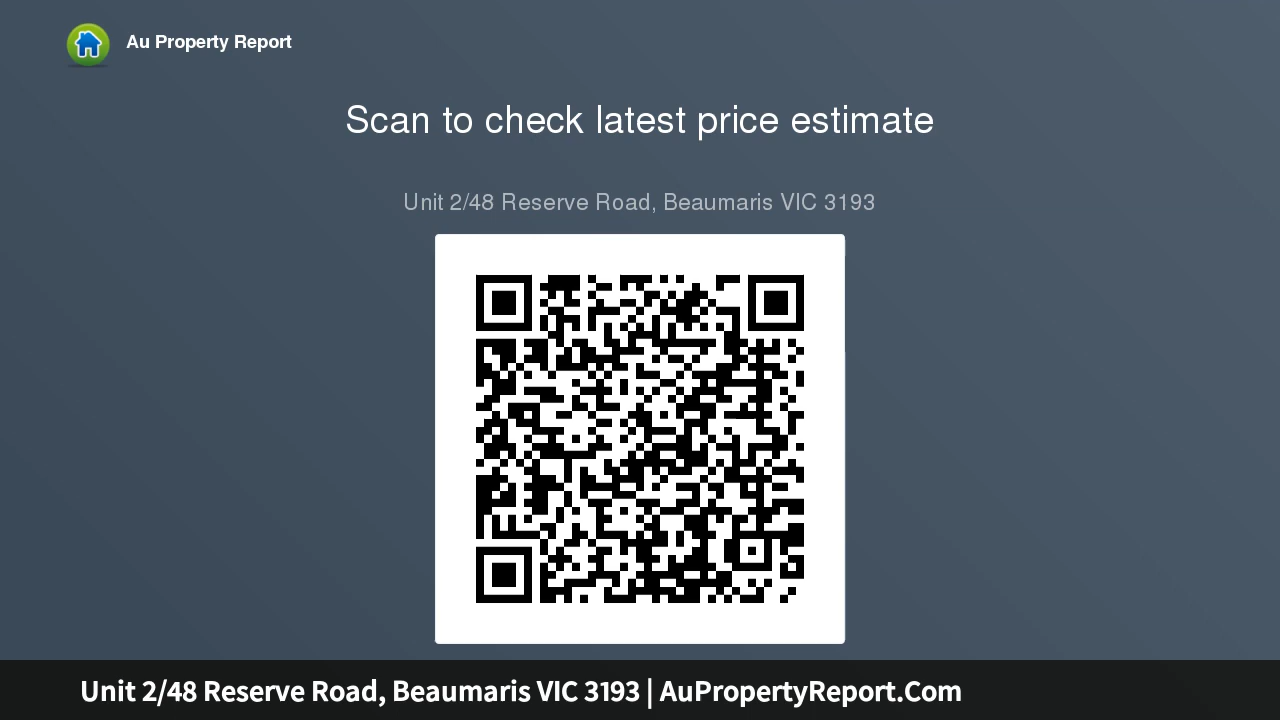 Au Property Report
Scan to check latest price estimate
Unit 2/48 Reserve Road, Beaumaris VIC 3193
Unit 2/48 Reserve Road, Beaumaris VIC 3193 | AuPropertyReport.Com